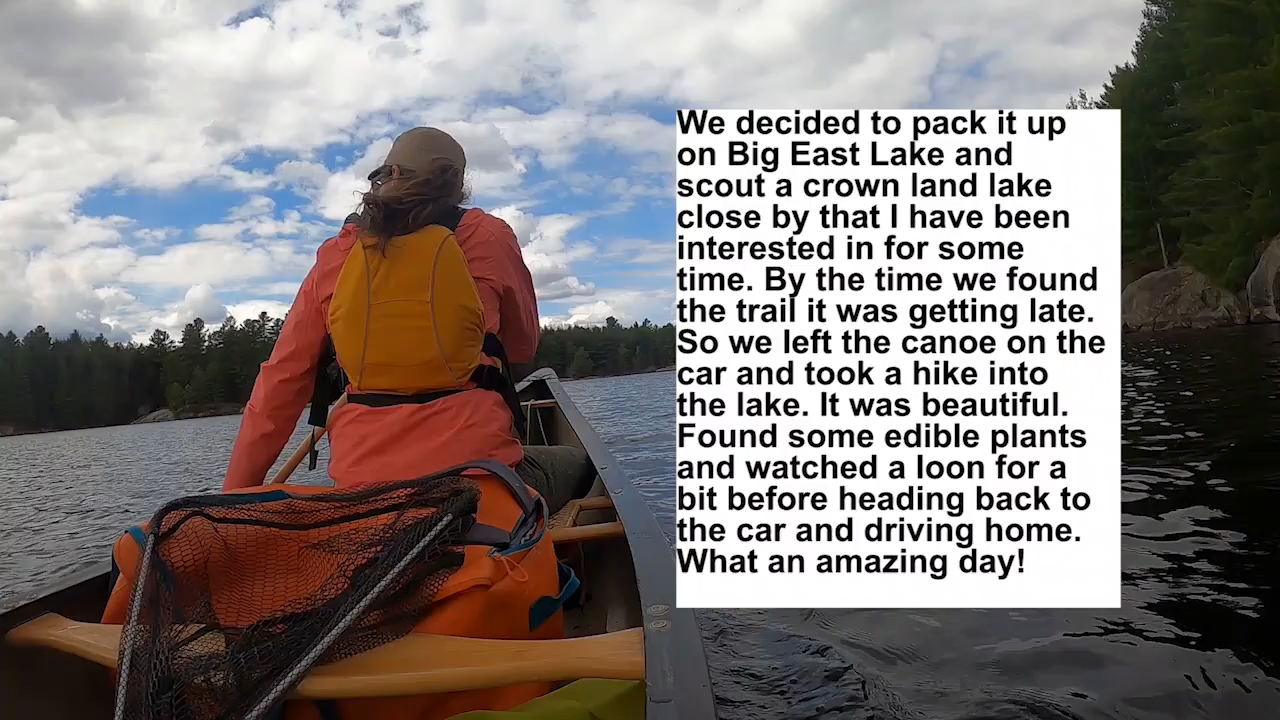 We decided to pack it up
on Big East Lake and
scout a crown land lake
close by that I have been
interested in for some
time. By the time we found
the trail it was getting late.
So we left the canoe on the
car and took a hike into
the lake. It was beautiful.
Found some edible plants
and watched a loon for a
bit before heading back to
the car and driving home.
What an amazing day!